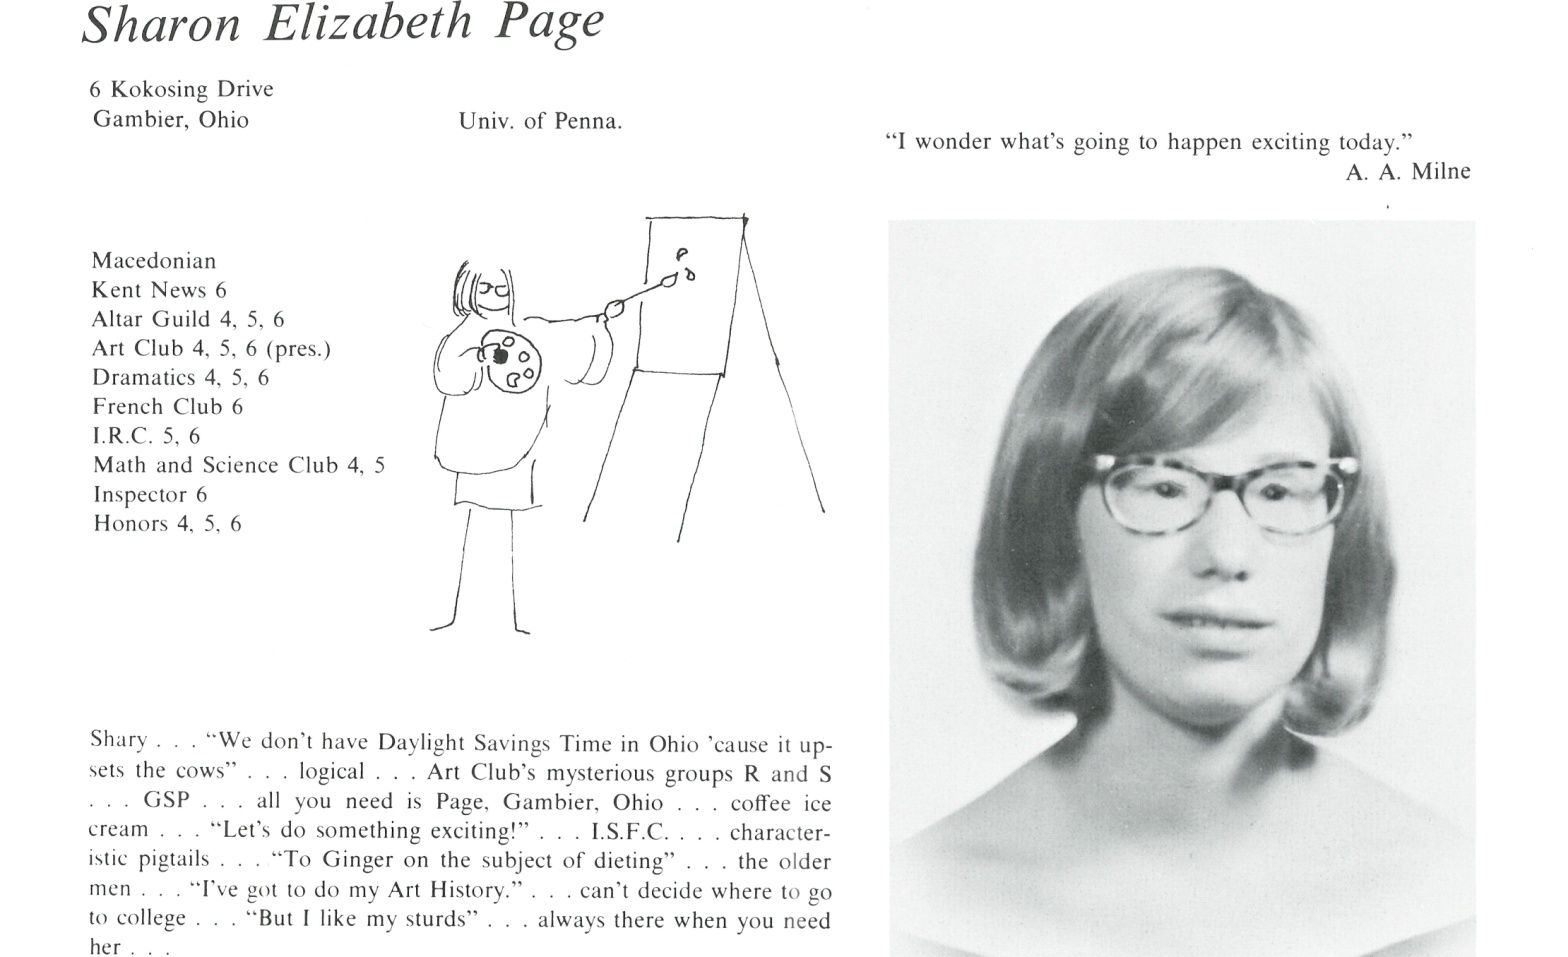 Sharon Elizabeth Page
6 Kokosing Drive
Gambier, Ohio
Univ. of Penna.
“I wonder what’s going to happen exciting today.”
A. A. Milne
Macedonian
Kent News 6
Altar Guild 4, 5, 6
Art Club 4, 5, 6 (pres.)
Dramatics 4, 5, 6
French Club 6
I.R.C. 5, 6
Math and Science Club 4, 5
Inspector 6
Honors 4, 5, 6
Shary . . . “We don’t have Daylight Savings Time in Ohio ’cause it up-
sets the cows” . . . logical . . . Art Club’s mysterious groups R and S
. . . GSP . . . all you need is Page, Gambier, Ohio . . . coffee ice
cream . . . “Let’s do something exciting!” . . . I.S.F.C. . . . character-
istic pigtails . . . “To Ginger on the subject of dieting” . . . the older
men . . . “I’ve got to do my Art History.” . . . can’t decide where to go
to college . . . “But I like my sturds” . . . always there when you need
her . . .